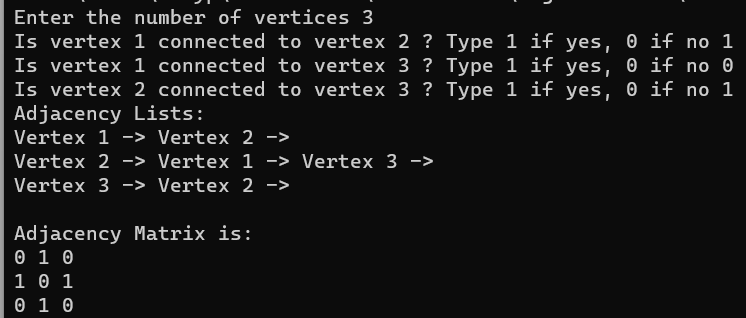 Enter the number of vertices 3
Is vertex 1 connected to vertex 2 ? Type 1 if yes, 0 if no 1
Is vertex 1 connected to vertex 3 ? Type 1 if yes, 0 if no 0
Is vertex 2 connected to vertex 3 ? Type 1 if yes, 0 if no 1
Adjacency Lists:
Vertex 1 -> Vertex 2 ->
Vertex 2 -> Vertex 1 -> Vertex 3 ->
Vertex 3 -> Vertex 2 ->
Adjacency Matrix is:
0 1 0
1 0 1
0 1 0